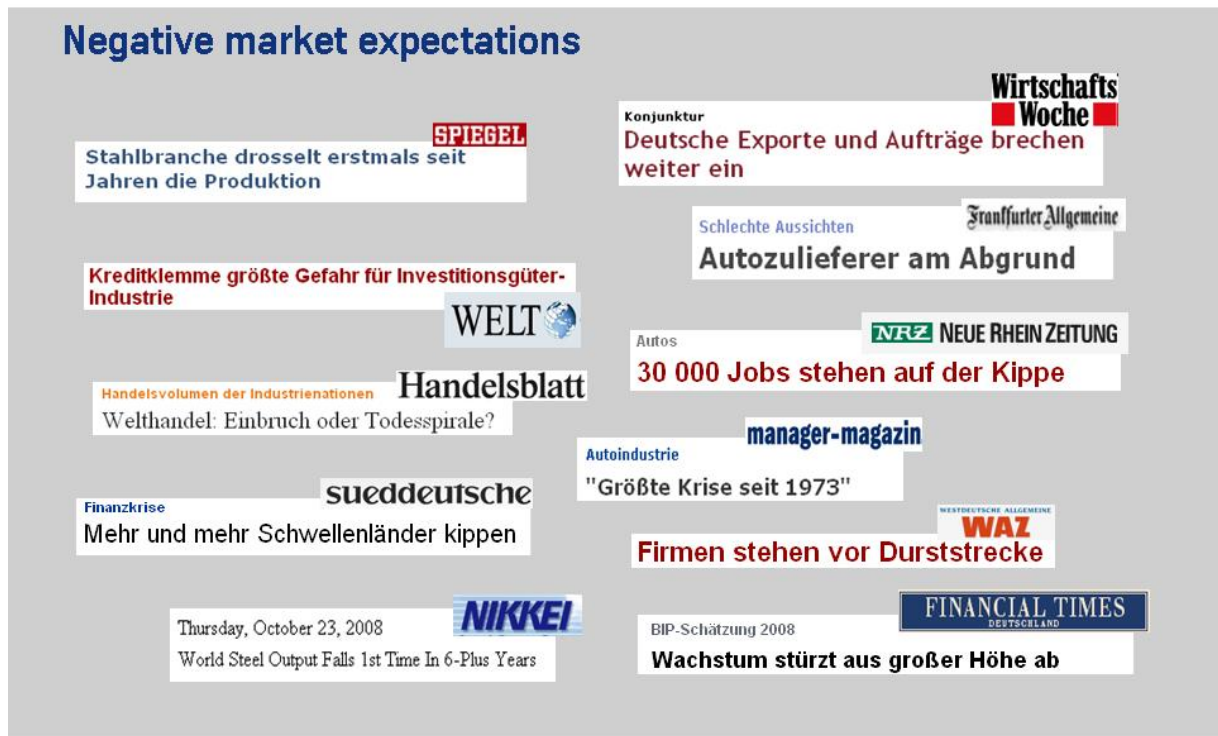 Negative market expectations
SPIEGEL
Stahlbranche drosselt erstmals seit
Jahren die Produktion
Kreditklemme größte Gefahr für Investitionsgüter-
Industrie
WELT
Handelsblatt
Handelsvolumen der Industrienationen
Welthandel: Einbruch oder Todesspirale?
sueddeutsche
Finanzkrise
Mehr und mehr Schwellenländer kippen
NIKKEI
Thursday, October 23, 2008
World Steel Output Falls 1st Time In 6-Plus Years
Wirtschafts
Woche
Konjunktur
Deutsche Exporte und Aufträge brechen
weiter ein
Frankfurter Allgemeine
Schlechte Aussichten
Autozulieferer am Abgrund
NRZ NEUE RHEIN ZEITUNG
Autos
30 000 Jobs stehen auf der Kippe
manager-magazin
Autoindustrie
"Größte Krise seit 1973"
WESTDEUTSCHE ALLGEMEINE
WAZ
Firmen stehen vor Durststrecke
FINANCIAL TIMES
DEUTSCHLAND
BIP-Schätzung 2008
Wachstum stürzt aus großer Höhe ab